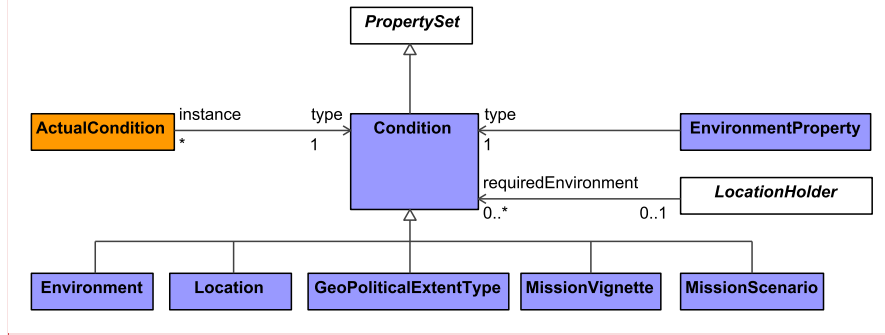 PropertySet
instance
type
type
ActualCondition
Condition
EnvironmentProperty
*
1
1
requiredEnvironment
LocationHolder
0..*
0..1
Environment
Location
GeoPoliticalExtentType
MissionVignette
MissionScenario